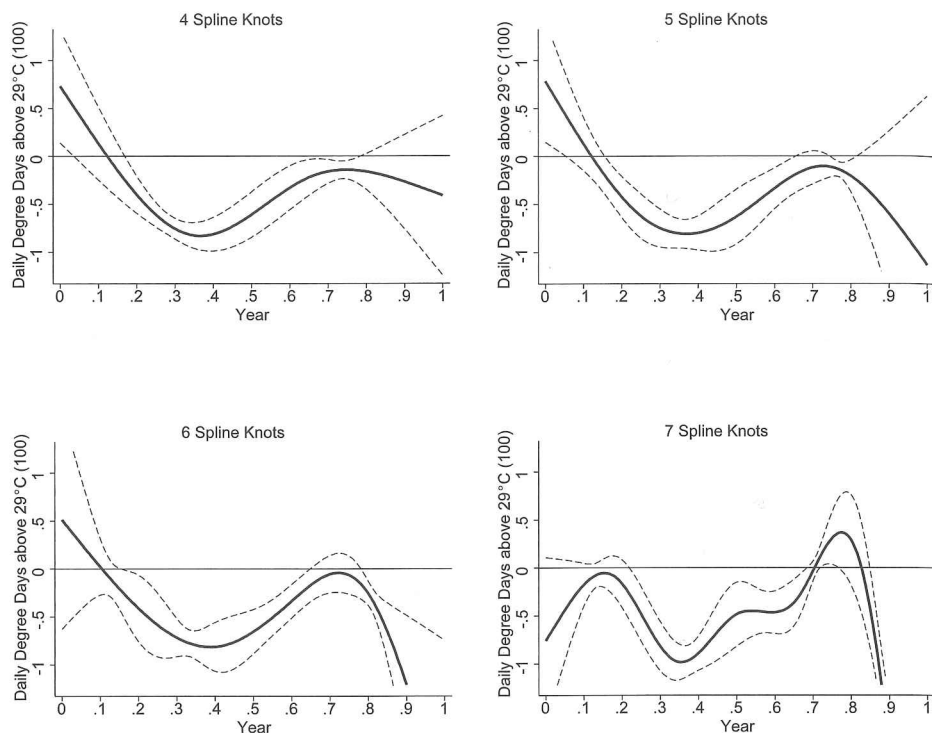 4 Spline Knots
Daily Degree Days above 29°C (100)
1
.5
0
-.5
-1
0 .1 .2 .3 .4 .5 .6 .7 .8 .9 1
Year
5 Spline Knots
Daily Degree Days above 29°C (100)
1
.5
0
-.5
-1
0 .1 .2 .3 .4 .5 .6 .7 .8 .9 1
Year
6 Spline Knots
Daily Degree Days above 29°C (100)
1
.5
0
-.5
-1
0 .1 .2 .3 .4 .5 .6 .7 .8 .9 1
Year
7 Spline Knots
Daily Degree Days above 29°C (100)
1
.5
0
-.5
-1
0 .1 .2 .3 .4 .5 .6 .7 .8 .9 1
Year